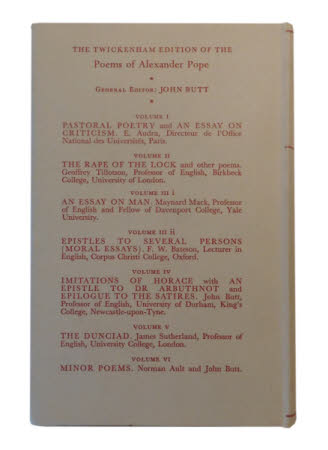 THE TWICKENHAM EDITION OF THE
Poems of Alexander Pope
*
GENERAL EDITOR: JOHN BUTT
*
VOLUME I
PASTORAL POETRY and AN ESSAY ON
CRITICISM. E. Audra, Directeur de l'Office
National des Universités, Paris.
VOLUME II
THE RAPE OF THE LOCK and other poems.
Geoffrey Tillotson, Professor of English, Birkbeck
College, University of London.
VOLUME III i
AN ESSAY ON MAN. Maynard Mack, Professor
of English and Fellow of Davenport College, Yale
University.
VOLUME III ii
EPISTLES TO SEVERAL PERSONS
(MORAL ESSAYS). F. W. Bateson, Lecturer in
English, Corpus Christi College, Oxford.
VOLUME IV
IMITATIONS OF HORACE with AN
EPISTLE TO DR ARBUTHNOT and
EPILOGUE TO THE SATIRES. John Butt,
Professor of English, University of Durham, King's
College, Newcastle-upon-Tyne.
VOLUME V
THE DUNCIAD. James Sutherland, Professor of
English, University College, London.
VOLUME VI
MINOR POEMS. Norman Ault and John Butt.